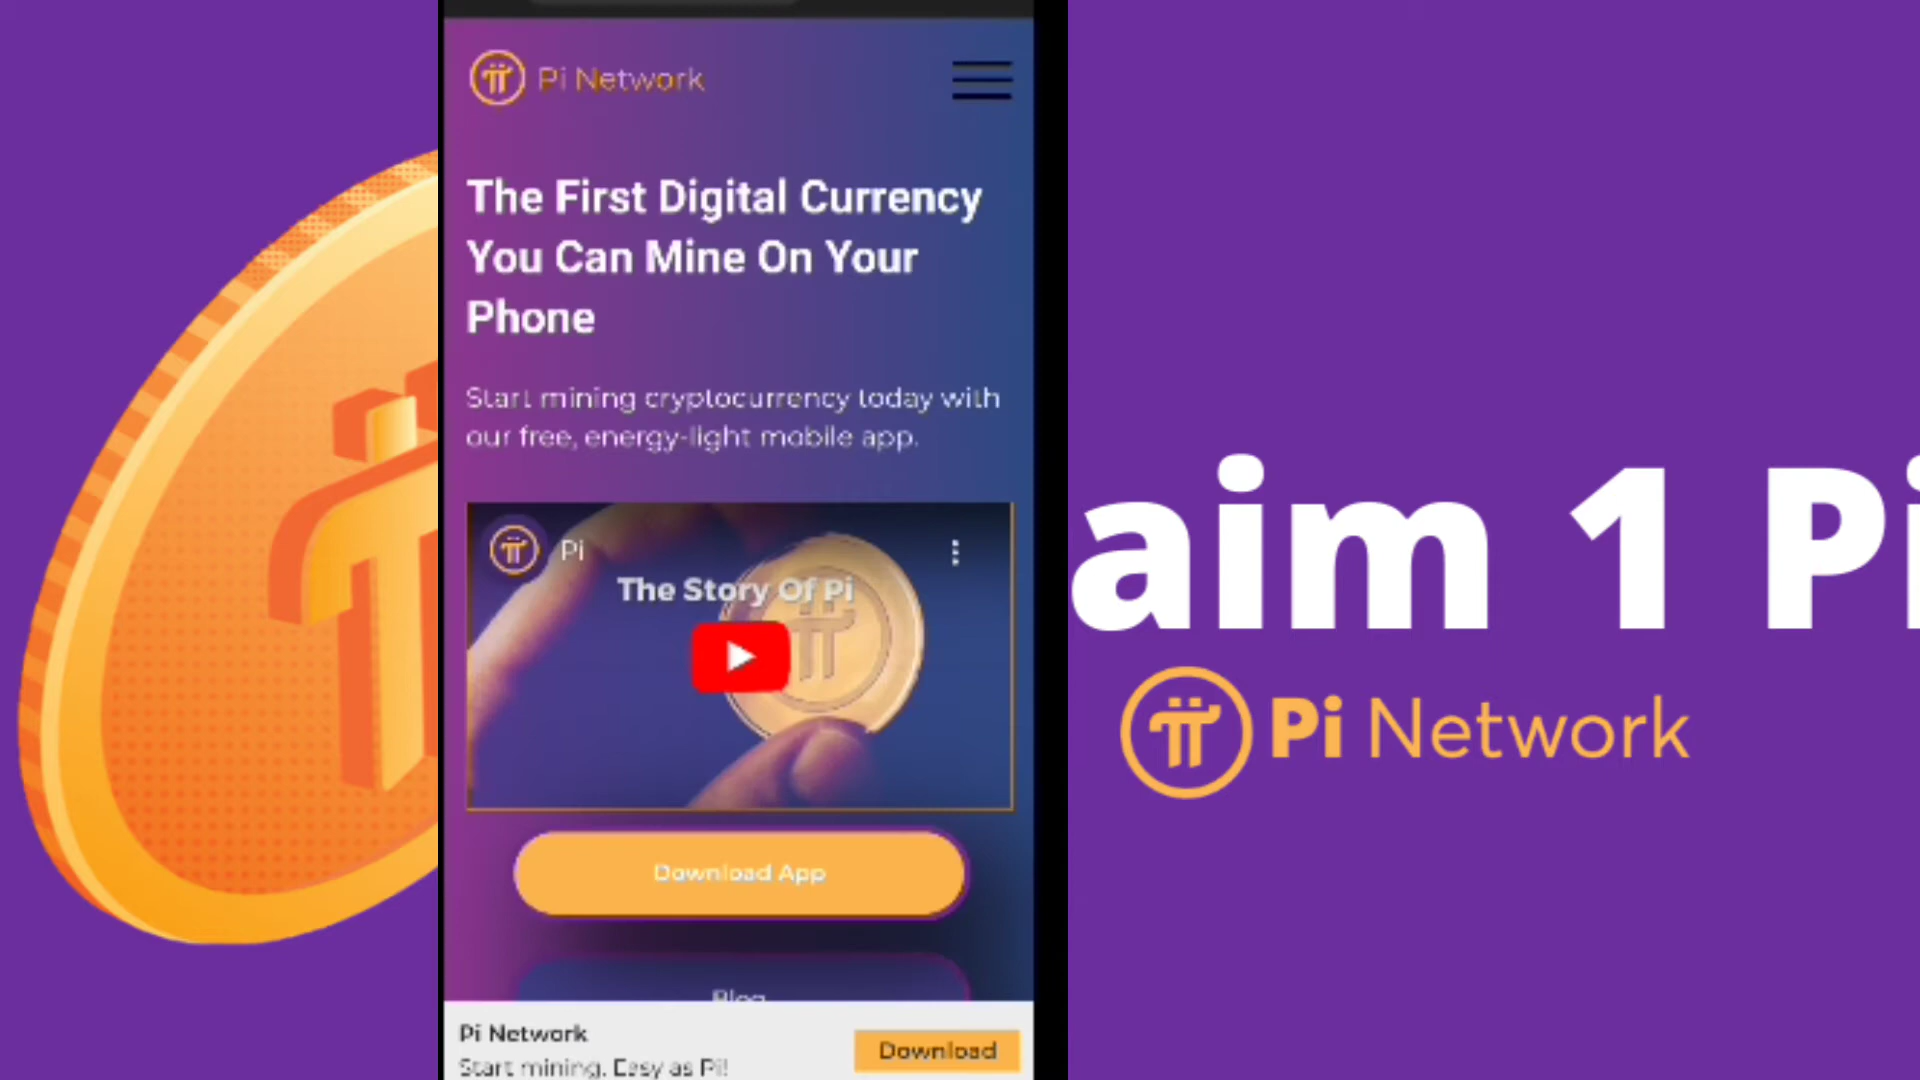 Pi Network
The First Digital Currency
You Can Mine On Your
Phone
Start mining cryptocurrency today with
our free, energy-light mobile app.
Pi
The Story Of Pi
Download App
Blog
Pi Network
Start mining. Easy as Pi!
Download
aim 1 Pi
Pi Network